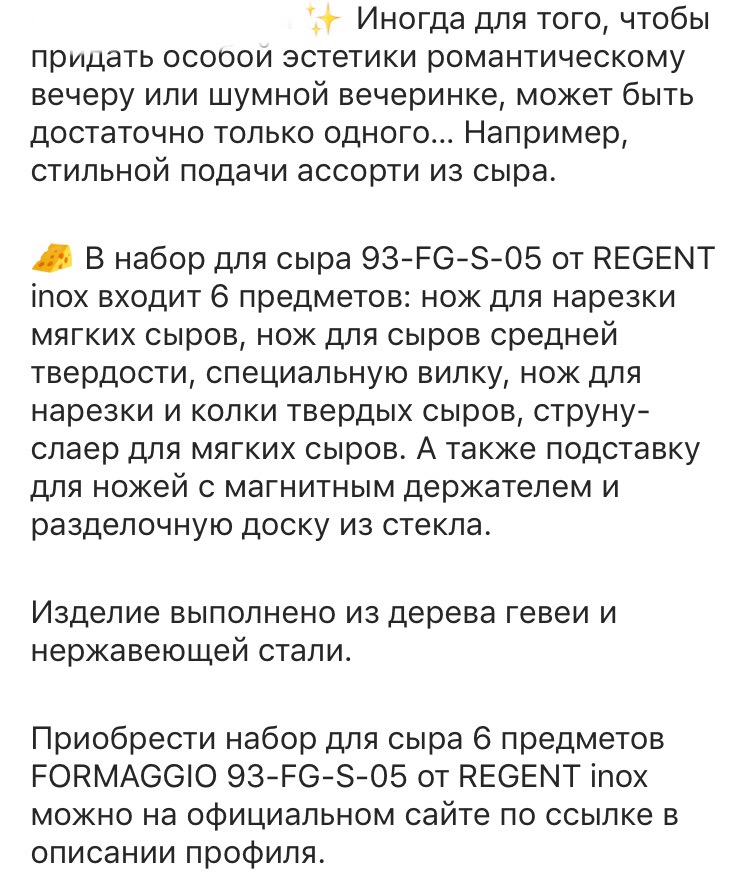 ✨ Иногда для того, чтобы
придать особой эстетики романтическому
вечеру или шумной вечеринке, может быть
достаточно только одного... Например,
стильной подачи ассорти из сыра.
🧀 В набор для сыра 93-FG-S-05 от REGENT
inox входит 6 предметов: нож для нарезки
мягких сыров, нож для сыров средней
твердости, специальную вилку, нож для
нарезки и колки твердых сыров, струну-
слаер для мягких сыров. А также подставку
для ножей с магнитным держателем и
разделочную доску из стекла.
Изделие выполнено из дерева гевеи и
нержавеющей стали.
Приобрести набор для сыра 6 предметов
FORMAGGIO 93-FG-S-05 от REGENT inox
можно на официальном сайте по ссылке в
описании профиля.